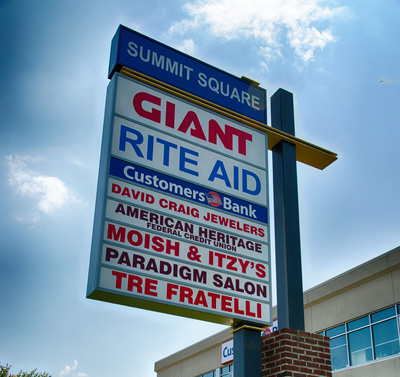 SUMMIT SQUARE
GIANT
RITE AID
Customers Bank
DAVID CRAIG JEWELERS
AMERICAN HERITAGE
FEDERAL CREDIT UNION
MOISH & ITZY'S
PARADIGM SALON
TRE FRATELLI